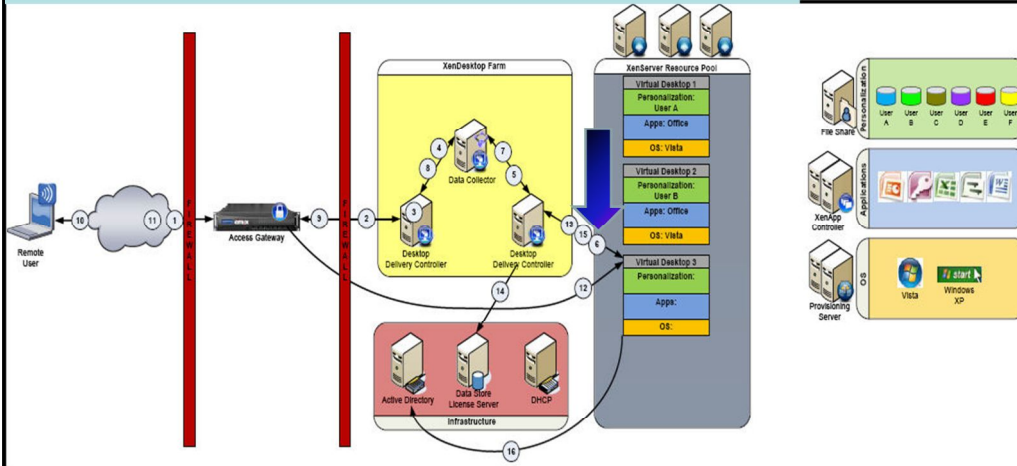 XenDesktop Farm
XenServer Resource Pool
Virtual Desktop 1
Personalization:
User A
Apps: Office
OS: Vista
Virtual Desktop 2
Personalization:
User B
Apps: Office
OS: Vista
Virtual Desktop 3
Personalization:
Apps:
OS:
4
7
8
5
Data Collector
3
10
11
1
9
2
13
15
6
FIREWALL
FIREWALL
Remote
User
Access Gateway
Desktop
Delivery Controller
Desktop
Delivery Controller
14
12
Active Directory
Data Store
License Server
DHCP
Infrastructure
16
File Share
Personalization
User
A
User
B
User
C
User
D
User
E
User
F
XenApp
Controller
Applications
Provisioning
Server
OS
Vista
start
Windows
XP